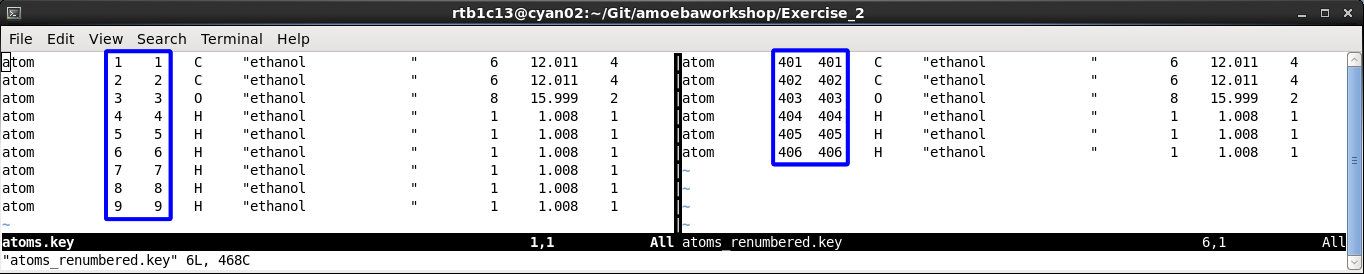 rtb1c13@cyan02:~/Git/amoebaworkshop/Exercise_2
File Edit View Search Terminal Help
atom 1 1 C "ethanol " 6 12.011 4
atom 2 2 C "ethanol " 6 12.011 4
atom 3 3 O "ethanol " 8 15.999 2
atom 4 4 H "ethanol " 1 1.008 1
atom 5 5 H "ethanol " 1 1.008 1
atom 6 6 H "ethanol " 1 1.008 1
atom 7 7 H "ethanol " 1 1.008 1
atom 8 8 H "ethanol " 1 1.008 1
atom 9 9 H "ethanol " 1 1.008 1
~
atoms.key 1,1 All
atom 401 401 C "ethanol " 6 12.011 4
atom 402 402 C "ethanol " 6 12.011 4
atom 403 403 O "ethanol " 8 15.999 2
atom 404 404 H "ethanol " 1 1.008 1
atom 405 405 H "ethanol " 1 1.008 1
atom 406 406 H "ethanol " 1 1.008 1
~
~
~
~
atoms_renumbered.key 6,1 All
"atoms_renumbered.key" 6L, 468C